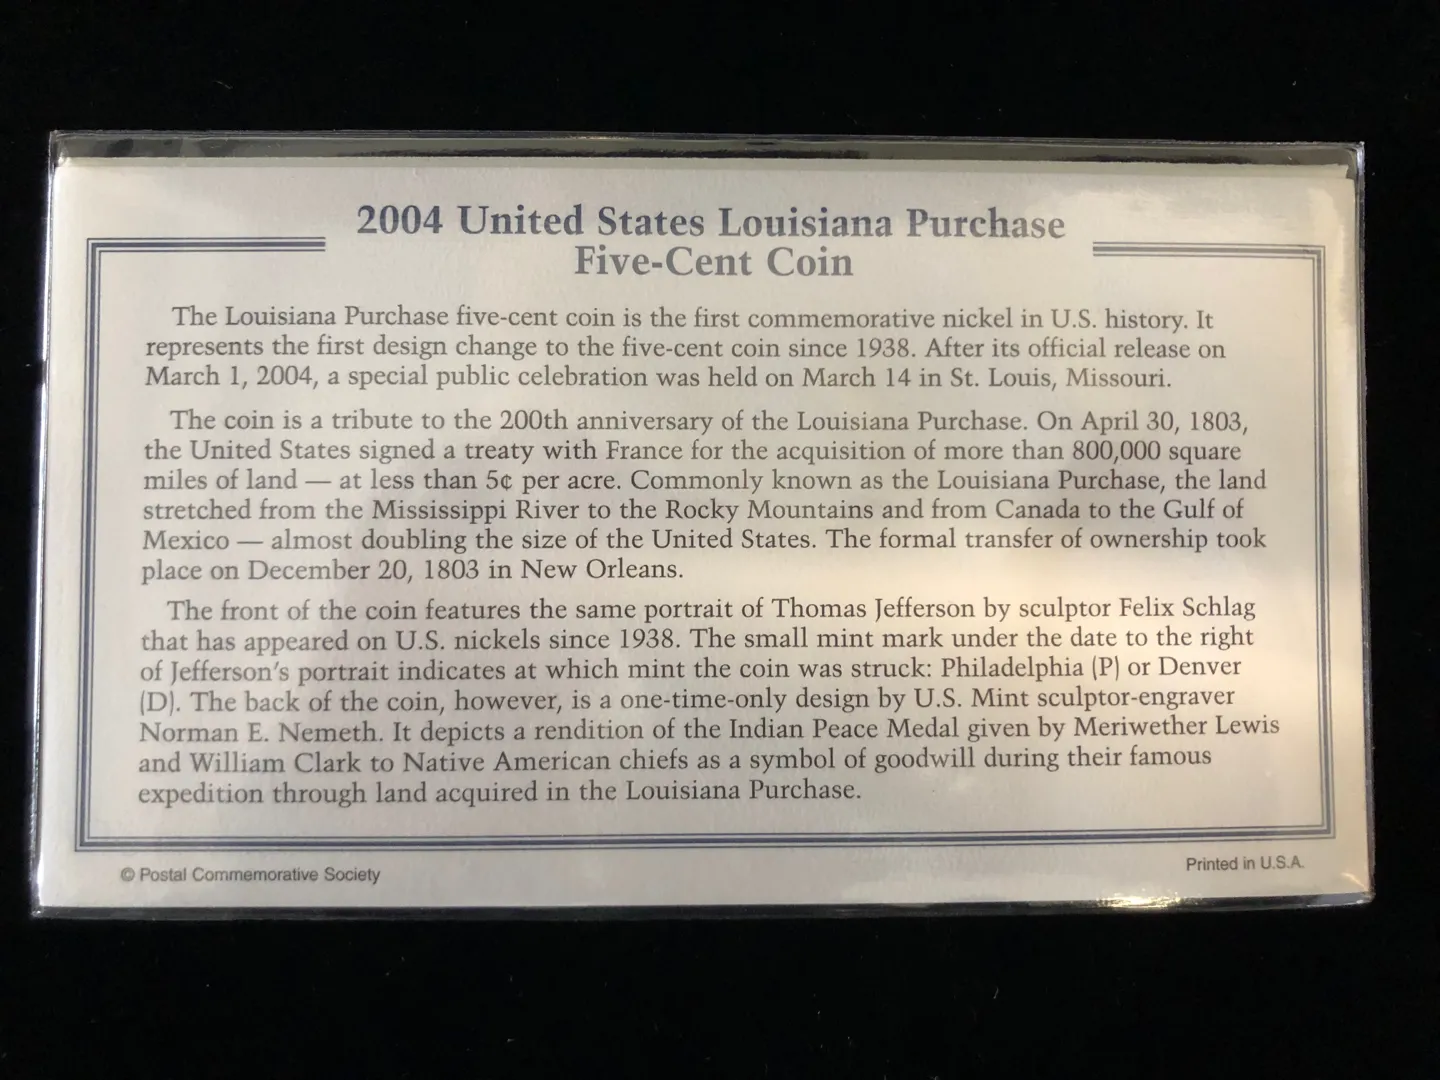 2004 United States Louisiana Purchase
Five-Cent Coin
The Louisiana Purchase five-cent coin is the first commemorative nickel in U.S. history. It
represents the first design change to the five-cent coin since 1938. After its official release on
March 1, 2004, a special public celebration was held on March 14 in St. Louis, Missouri.
The coin is a tribute to the 200th anniversary of the Louisiana Purchase. On April 30, 1803,
the United States signed a treaty with France for the acquisition of more than 800,000 square
miles of land — at less than 5¢ per acre. Commonly known as the Louisiana Purchase, the land
stretched from the Mississippi River to the Rocky Mountains and from Canada to the Gulf of
Mexico — almost doubling the size of the United States. The formal transfer of ownership took
place on December 20, 1803 in New Orleans.
The front of the coin features the same portrait of Thomas Jefferson by sculptor Felix Schlag
that has appeared on U.S. nickels since 1938. The small mint mark under the date to the right
of Jefferson's portrait indicates at which mint the coin was struck: Philadelphia (P) or Denver
(D). The back of the coin, however, is a one-time-only design by U.S. Mint sculptor-engraver
Norman E. Nemeth. It depicts a rendition of the Indian Peace Medal given by Meriwether Lewis
and William Clark to Native American chiefs as a symbol of goodwill during their famous
expedition through land acquired in the Louisiana Purchase.
© Postal Commemorative Society
Printed in U.S.A.